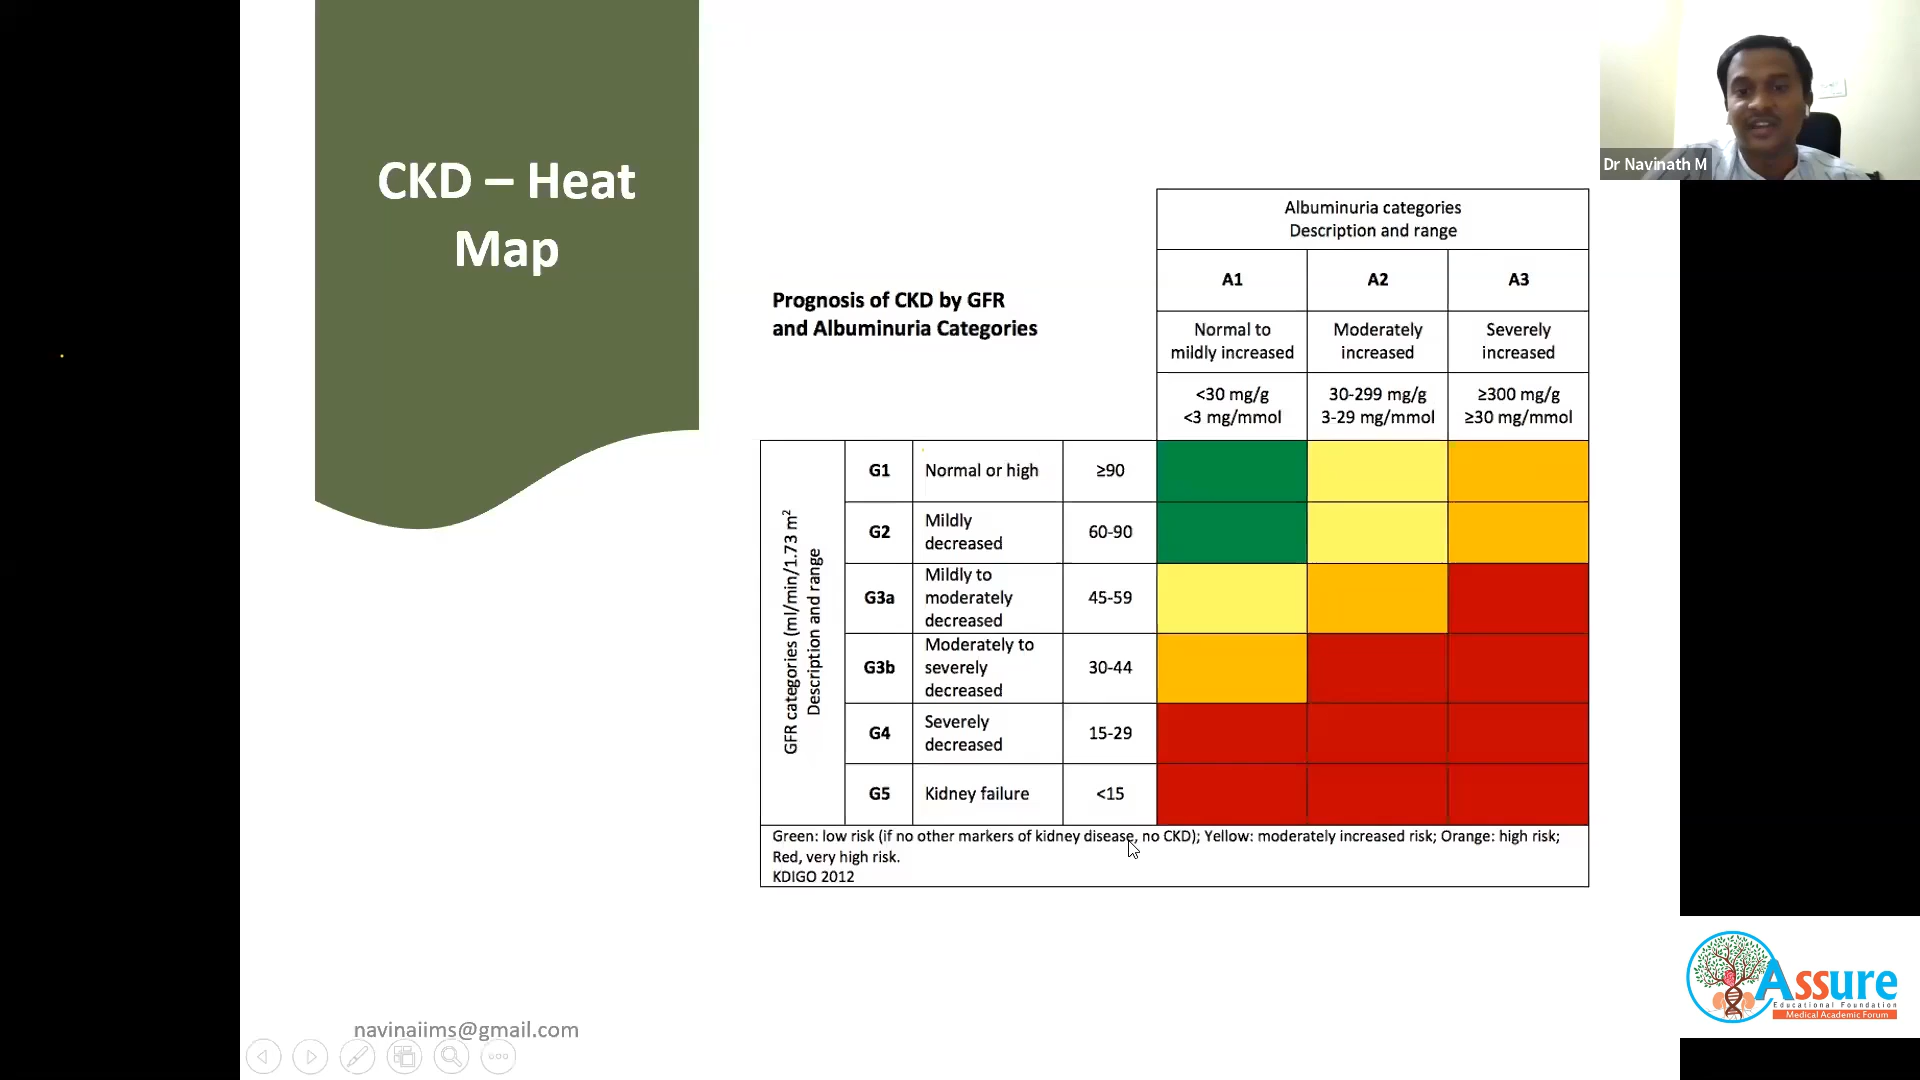 CKD – Heat
Map
Dr Navinath M
Prognosis of CKD by GFR
and Albuminuria Categories
Albuminuria categories
Description and range
A1
A2
A3
Normal to
mildly increased
Moderately
increased
Severely
increased
<30 mg/g
<3 mg/mmol
30-299 mg/g
3-29 mg/mmol
≥300 mg/g
≥30 mg/mmol
GFR categories (ml/min/1.73 m²
Description and range
G1
Normal or high
≥90
G2
Mildly
decreased
60-90
G3a
Mildly to
moderately
decreased
45-59
G3b
Moderately to
severely
decreased
30-44
G4
Severely
decreased
15-29
G5
Kidney failure
<15
Green: low risk (if no other markers of kidney disease, no CKD); Yellow: moderately increased risk; Orange: high risk;
Red, very high risk.
KDIGO 2012
navinaiims@gmail.com
Assure
Educational Foundation
Medical Academic Forum